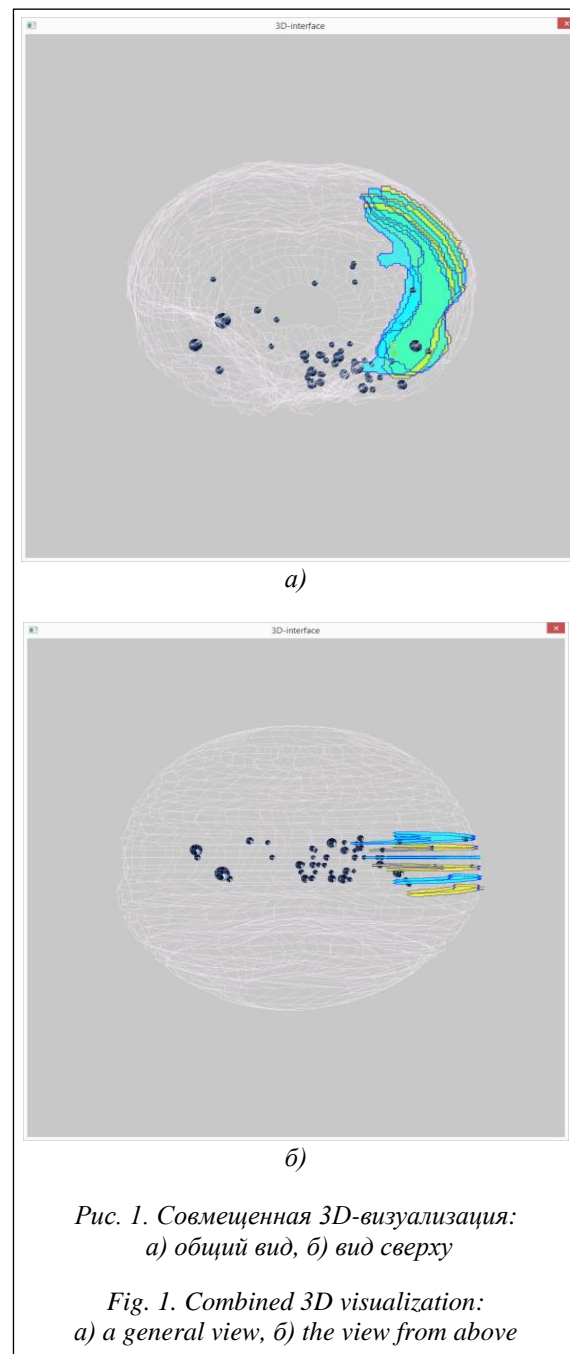 3D-interface
а)
3D-interface
б)
Рис. 1. Совмещенная 3D-визуализация:
а) общий вид, б) вид сверху
Fig. 1. Combined 3D visualization:
a) a general view, б) the view from above